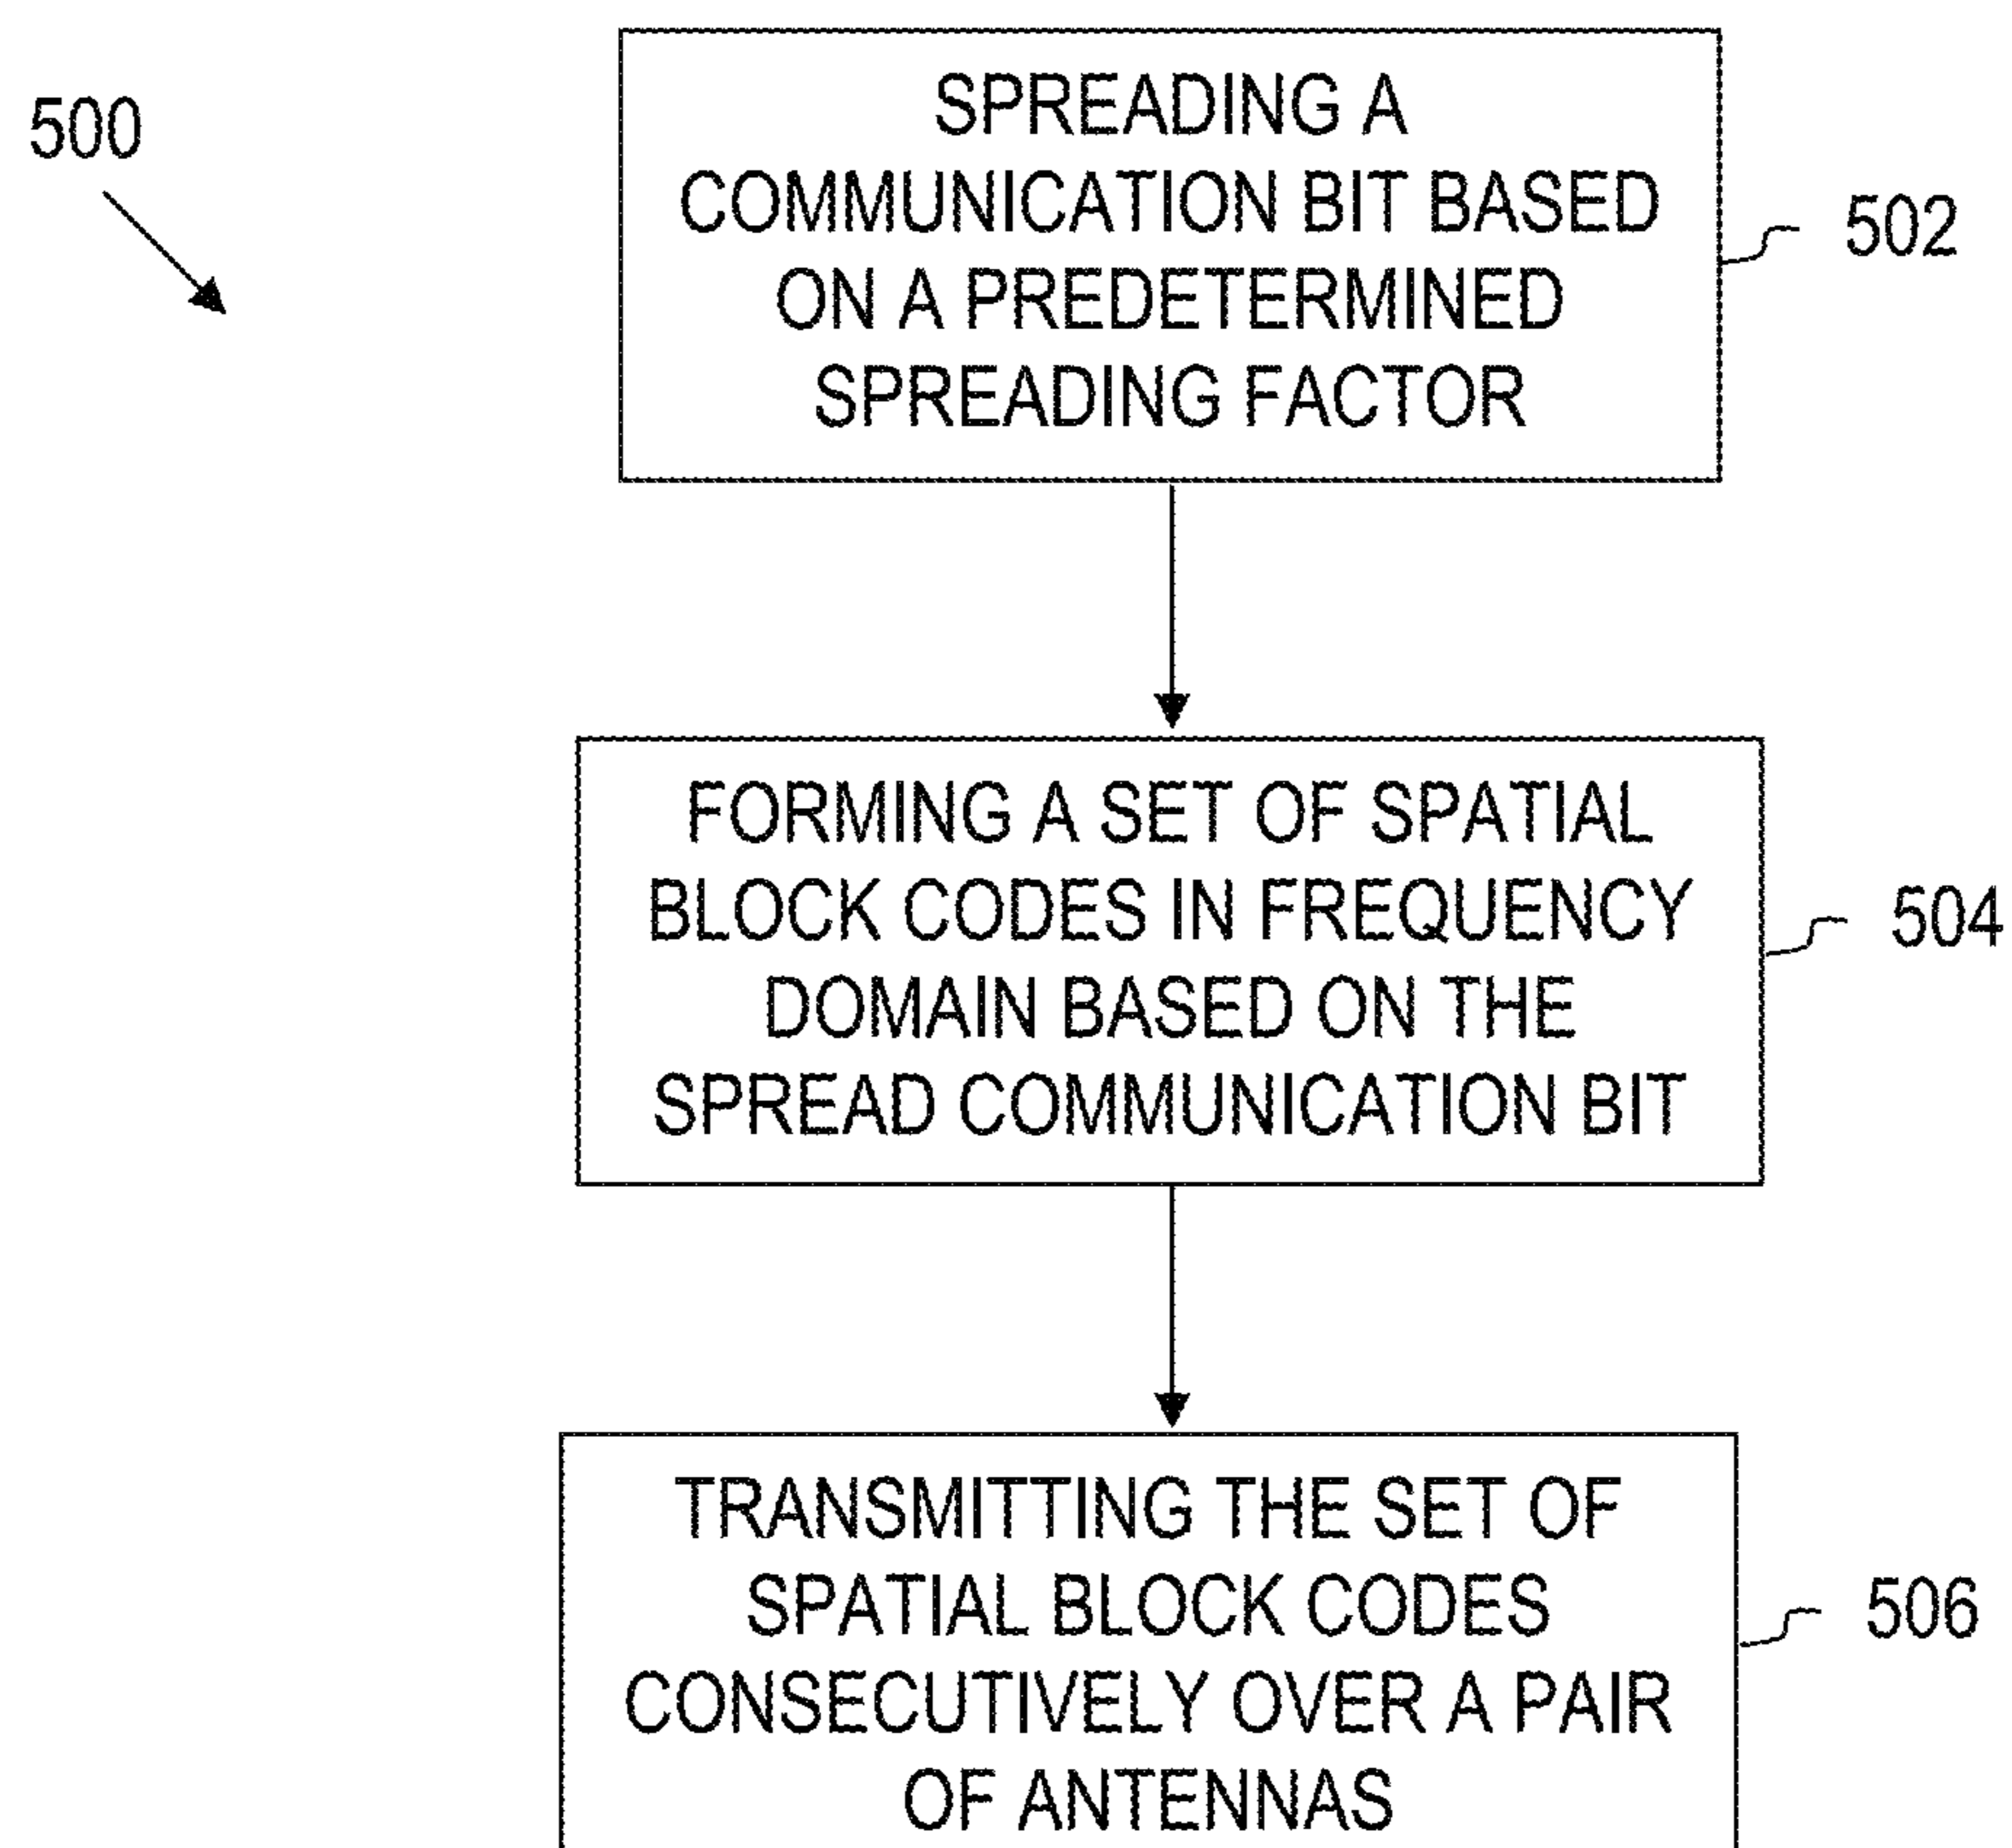 500
SPREADING A
COMMUNICATION BIT BASED
ON A PREDETERMINED
SPREADING FACTOR
502
FORMING A SET OF SPATIAL
BLOCK CODES IN FREQUENCY
DOMAIN BASED ON THE
SPREAD COMMUNICATION BIT
504
TRANSMITTING THE SET OF
SPATIAL BLOCK CODES
CONSECUTIVELY OVER A PAIR
OF ANTENNAS
506